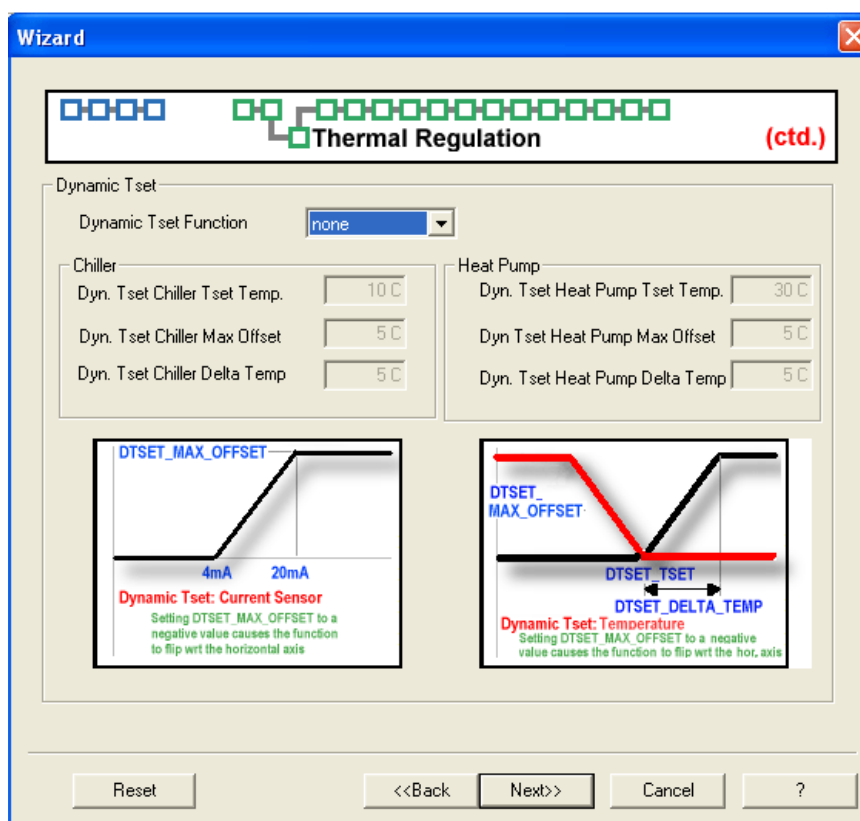 Wizard
Thermal Regulation
(ctd.)
Dynamic Tset
Dynamic Tset Function
none
Chiller
Dyn. Tset Chiller Tset Temp.
10 C
Dyn. Tset Chiller Max Offset
5 C
Dyn. Tset Chiller Delta Temp
5 C
Heat Pump
Dyn. Tset Heat Pump Tset Temp.
30 C
Dyn Tset Heat Pump Max Offset
5 C
Dyn. Tset Heat Pump Delta Temp
5 C
DTSET_MAX_OFFSET
4mA
20mA
Dynamic Tset: Current Sensor
Setting DTSET_MAX_OFFSET to a
negative value causes the function
to flip wrt the horizontal axis
DTSET_
MAX_OFFSET
DTSET_TSET
DTSET_DELTA_TEMP
Dynamic Tset: Temperature
Setting DTSET_MAX_OFFSET to a negative
value causes the function to flip wrt the hor, axis
Reset
<<Back
Next>>
Cancel
?